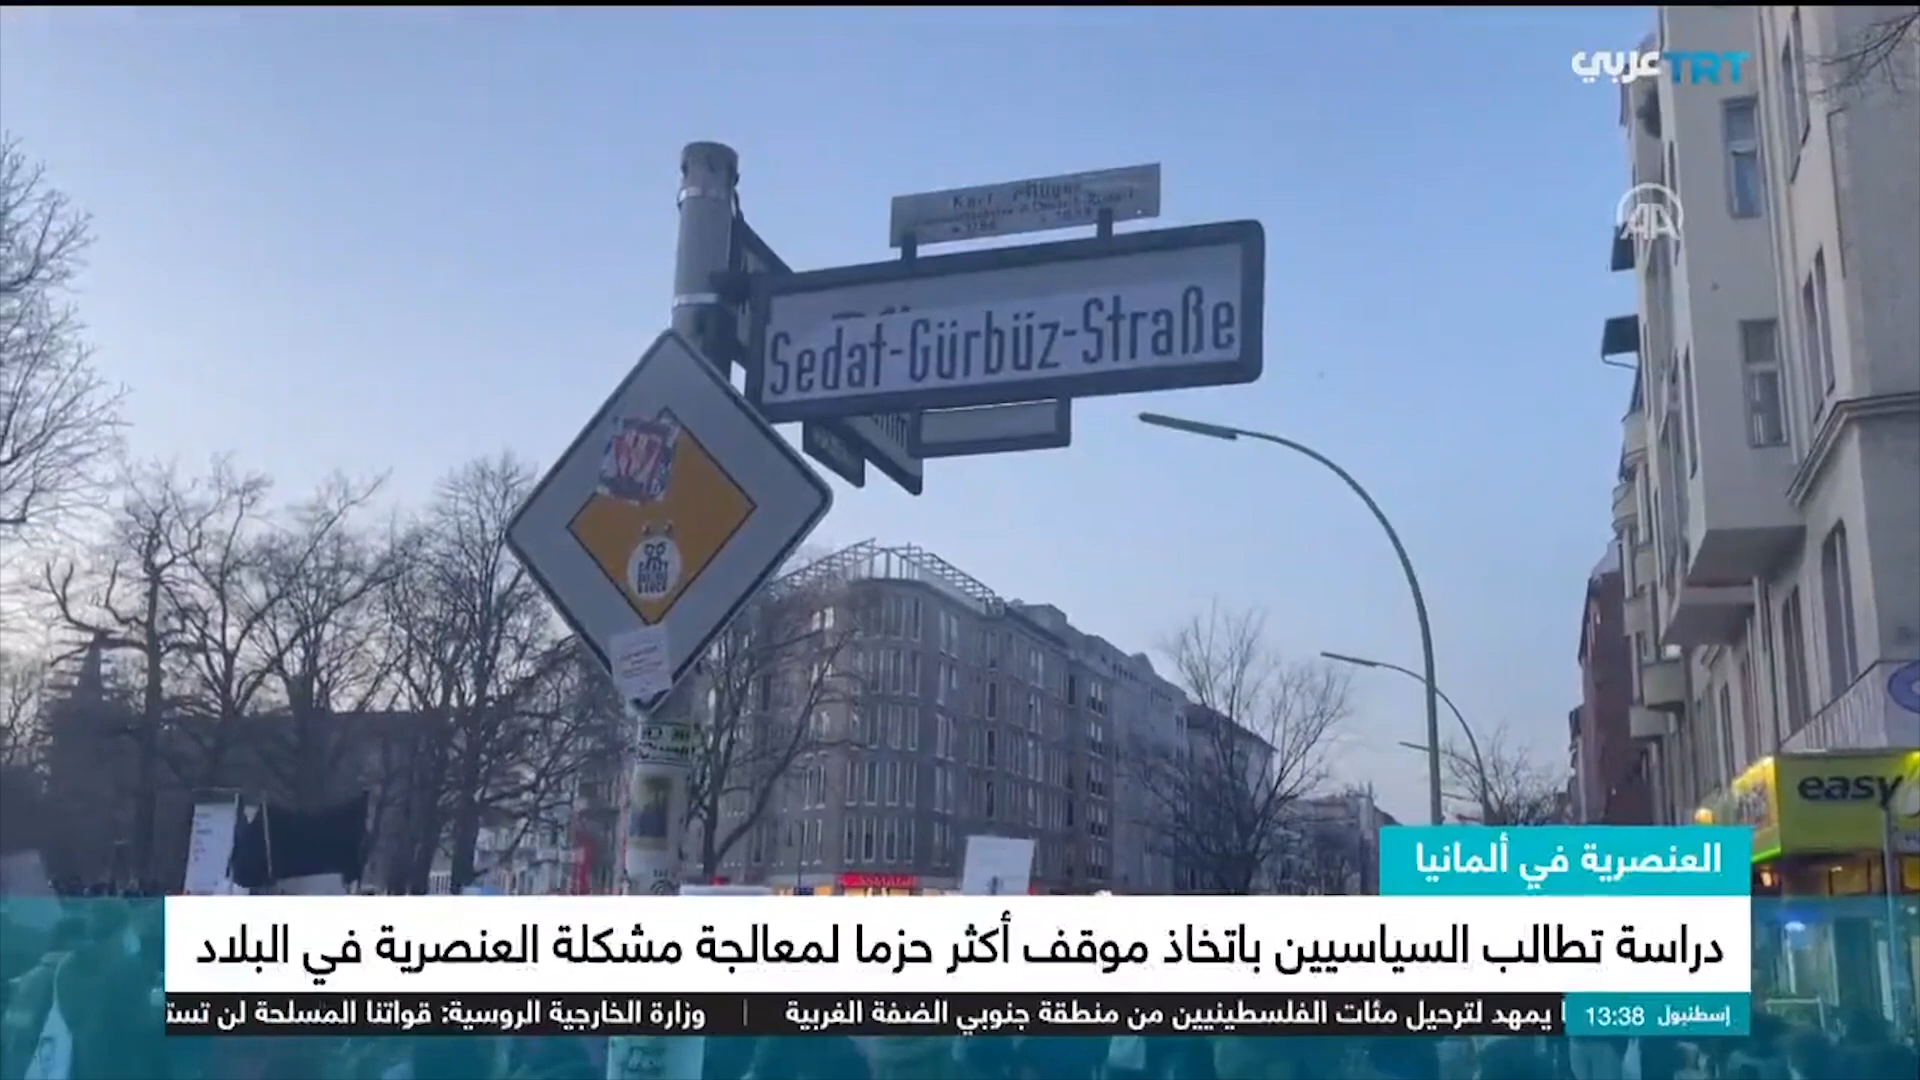 TRT عربي
AA
Karl
Sedat-Gürbüz-Straße
easy
العنصرية في ألمانيا
دراسة تطالب السياسيين باتخاذ موقف أكثر حزما لمعالجة مشكلة العنصرية في البلاد
إسطنبول 13:38
يمهد لترحيل مئات الفلسطينيين من منطقة جنوبي الضفة الغربية | وزارة الخارجية الروسية: قواتنا المسلحة لن